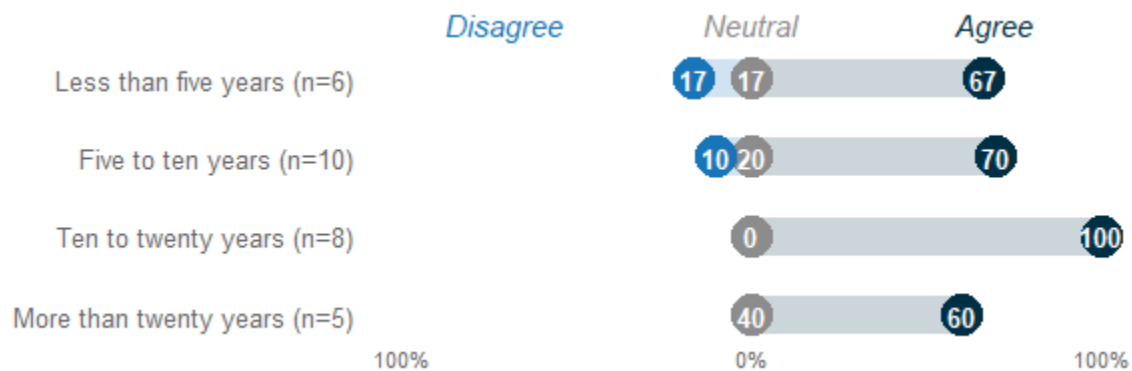 Disagree Neutral Agree
Less than five years (n=6) 17 17 67
Five to ten years (n=10) 10 20 70
Ten to twenty years (n=8) 0 100
More than twenty years (n=5) 40 60
100% 0% 100%